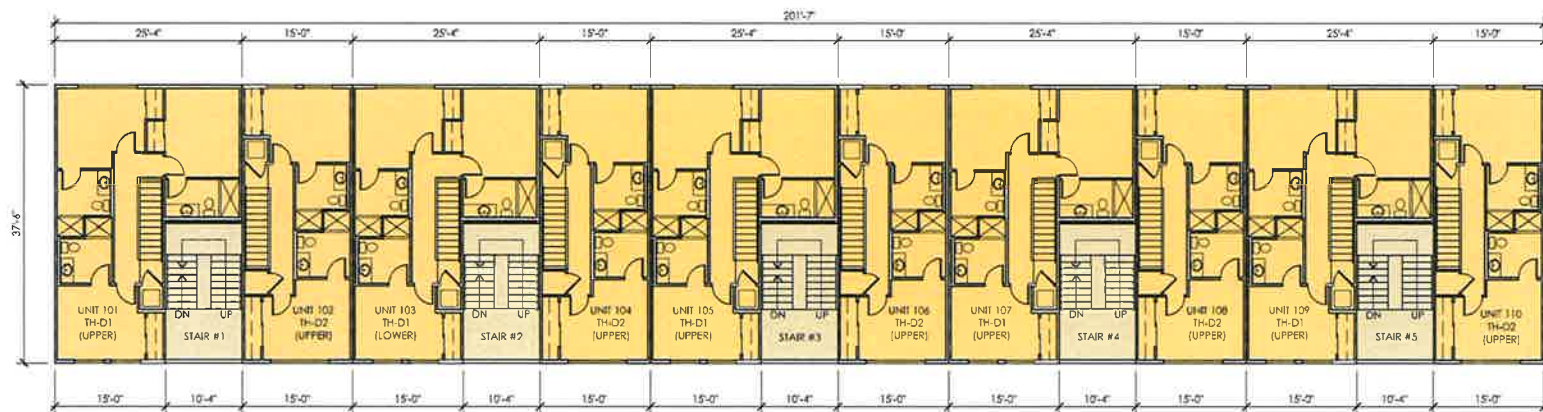 201'-7"
25'-4" 15'-0" 25'-4" 15'-0" 25'-4" 15'-0" 25'-4" 15'-0" 25'-4" 15'-0"
37'-6"
UNIT 101
TH-D1
(UPPER)
DN UP
STAIR #1
UNIT 102
TH-D2
(UPPER)
UNIT 103
TH-D1
(LOWER)
DN UP
STAIR #2
UNIT 104
TH-D2
(UPPER)
UNIT 105
TH-D1
(UPPER)
DN UP
STAIR #3
UNIT 106
TH-D2
(UPPER)
UNIT 107
TH-D1
(UPPER)
DN UP
STAIR #4
UNIT 108
TH-D2
(UPPER)
UNIT 109
TH-D1
(UPPER)
DN UP
STAIR #5
UNIT 110
TH-D2
(UPPER)
15'-0" 10'-4" 15'-0" 15'-0" 10'-4" 15'-0" 15'-0" 10'-4" 15'-0" 15'-0" 10'-4" 15'-0" 15'-0" 10'-4" 15'-0"